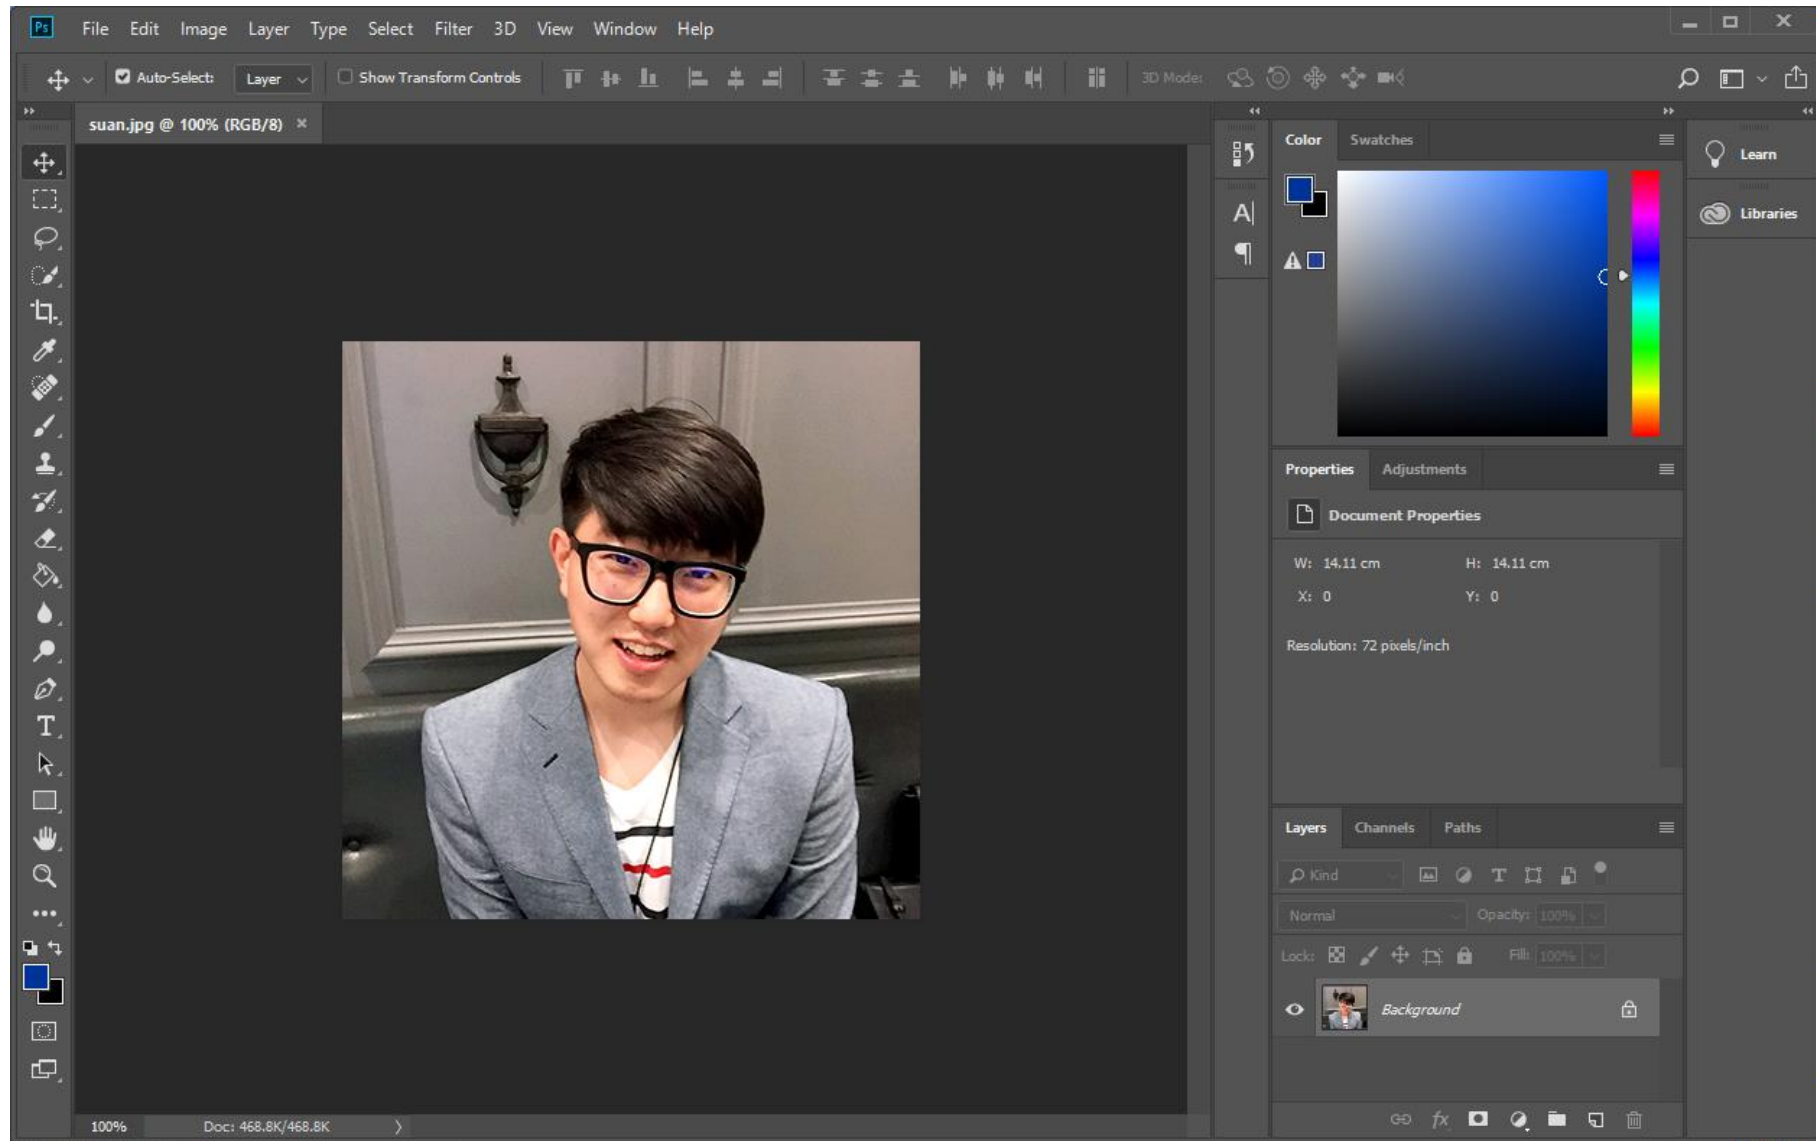 Ps File Edit Image Layer Type Select Filter 3D View Window Help
Auto-Select: Layer Show Transform Controls 3D Mode:
suan.jpg @ 100% (RGB/8) ×
Color Swatches
Learn
Libraries
Properties Adjustments
Document Properties
W: 14.11 cm H: 14.11 cm
X: 0 Y: 0
Resolution: 72 pixels/inch
Layers Channels Paths
Kind
Normal Opacity: 100%
Lock: Fill: 100%
Background
fx
100% Doc: 468.8K/468.8K